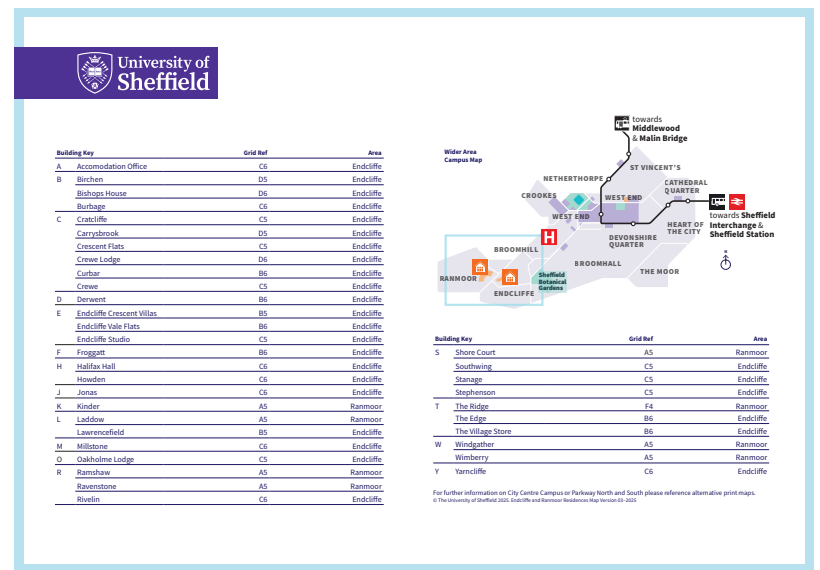 University of
Sheffield
Building Key Grid Ref Area
A Accomodation Office C6 Endcliffe
B Birchen D5 Endcliffe
Bishops House D6 Endcliffe
Burbage C6 Endcliffe
C Cratcliffe C5 Endcliffe
Carrysbrook D5 Endcliffe
Crescent Flats C5 Endcliffe
Crewe Lodge D6 Endcliffe
Curbar B6 Endcliffe
Crewe C5 Endcliffe
D Derwent B6 Endcliffe
E Endcliffe Crescent Villas B5 Endcliffe
Endcliffe Vale Flats B6 Endcliffe
Endcliffe Studio C5 Endcliffe
F Froggatt B6 Endcliffe
H Halifax Hall C6 Endcliffe
Howden C6 Endcliffe
J Jonas C6 Endcliffe
K Kinder A5 Ranmoor
L Laddow A5 Ranmoor
Lawrencefield B5 Endcliffe
M Millstone C6 Endcliffe
O Oakholme Lodge C5 Endcliffe
R Ramshaw A5 Ranmoor
Ravenstone A5 Ranmoor
Rivelin C6 Endcliffe
Wider Area
Campus Map
towards
Middlewood
& Malin Bridge
ST VINCENT'S
NETHERTHORPE
CATHEDRAL
QUARTER
CROOKES
WEST END
WEST END
towards Sheffield
Interchange &
Sheffield Station
HEART OF
THE CITY
H
DEVONSHIRE
QUARTER
BROOMHILL
BROOMHALL
THE MOOR
RANMOOR
Sheffield
Botanical
Gardens
ENDCLIFFE
Building Key Grid Ref Area
S Shore Court A5 Ranmoor
Southwing C5 Endcliffe
Stanage C5 Endcliffe
Stephenson C5 Endcliffe
T The Ridge F4 Ranmoor
The Edge B6 Endcliffe
The Village Store B6 Endcliffe
W Windgather A5 Ranmoor
Wimberry A5 Ranmoor
Y Yarncliffe C6 Endcliffe
For further information on City Centre Campus or Parkway North and South please reference alternative print maps.
© The University of Sheffield 2025. Endcliffe and Ranmoor Residences Map Version 03–2025